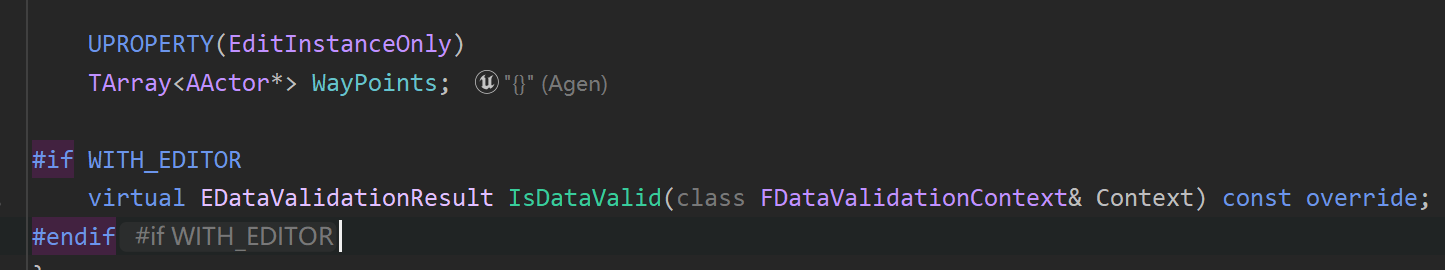 UPROPERTY(EditInstanceOnly)
TArray<AActor*> WayPoints; "{}" (Agen)
#if WITH_EDITOR
virtual EDataValidationResult IsDataValid(class FDataValidationContext& Context) const override;
#endif #if WITH_EDITOR